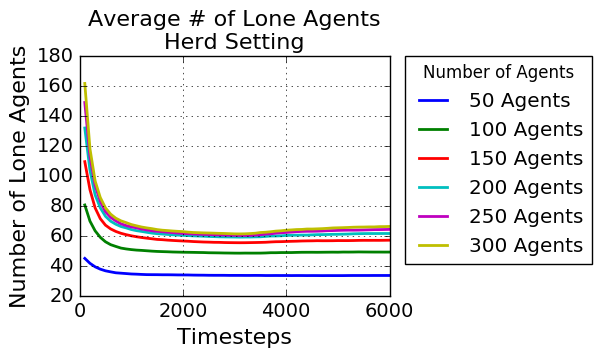 Average # of Lone Agents
Herd Setting
Number of Lone Agents
180
160
140
120
100
80
60
40
20
0
2000
4000
6000
Timesteps
Number of Agents
50 Agents
100 Agents
150 Agents
200 Agents
250 Agents
300 Agents